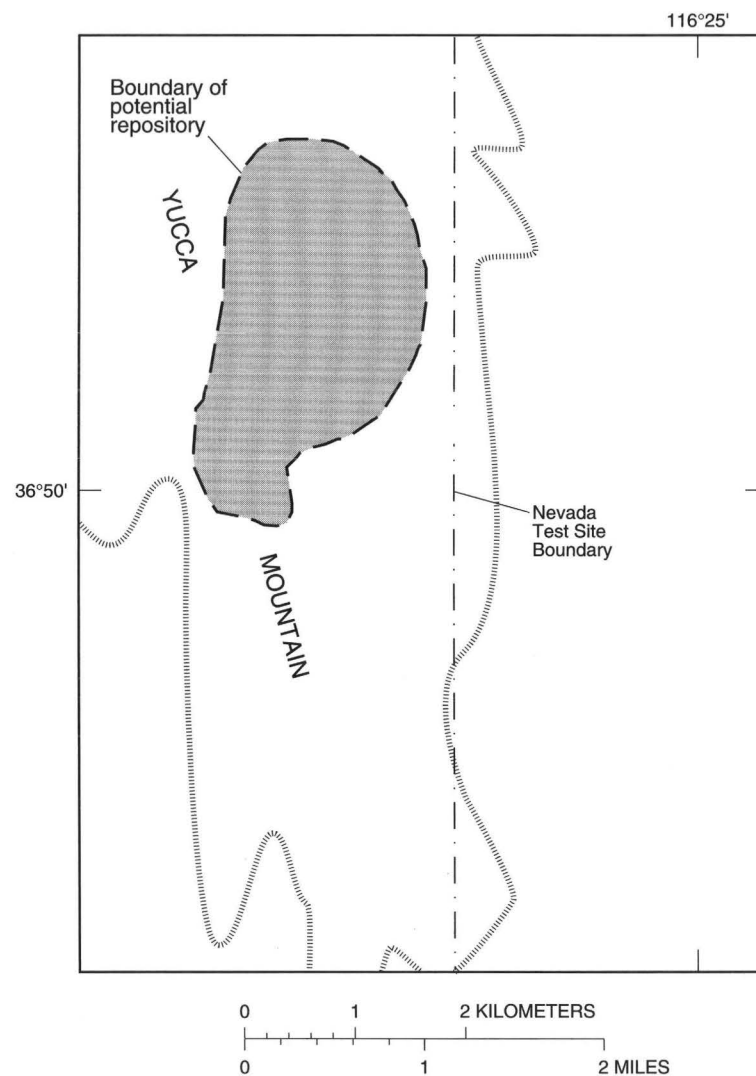 116°25'
Boundary of
potential
repository
YUCCA
36°50'
Nevada
Test Site
Boundary
MOUNTAIN
0 1 2 KILOMETERS
0 1 2 MILES